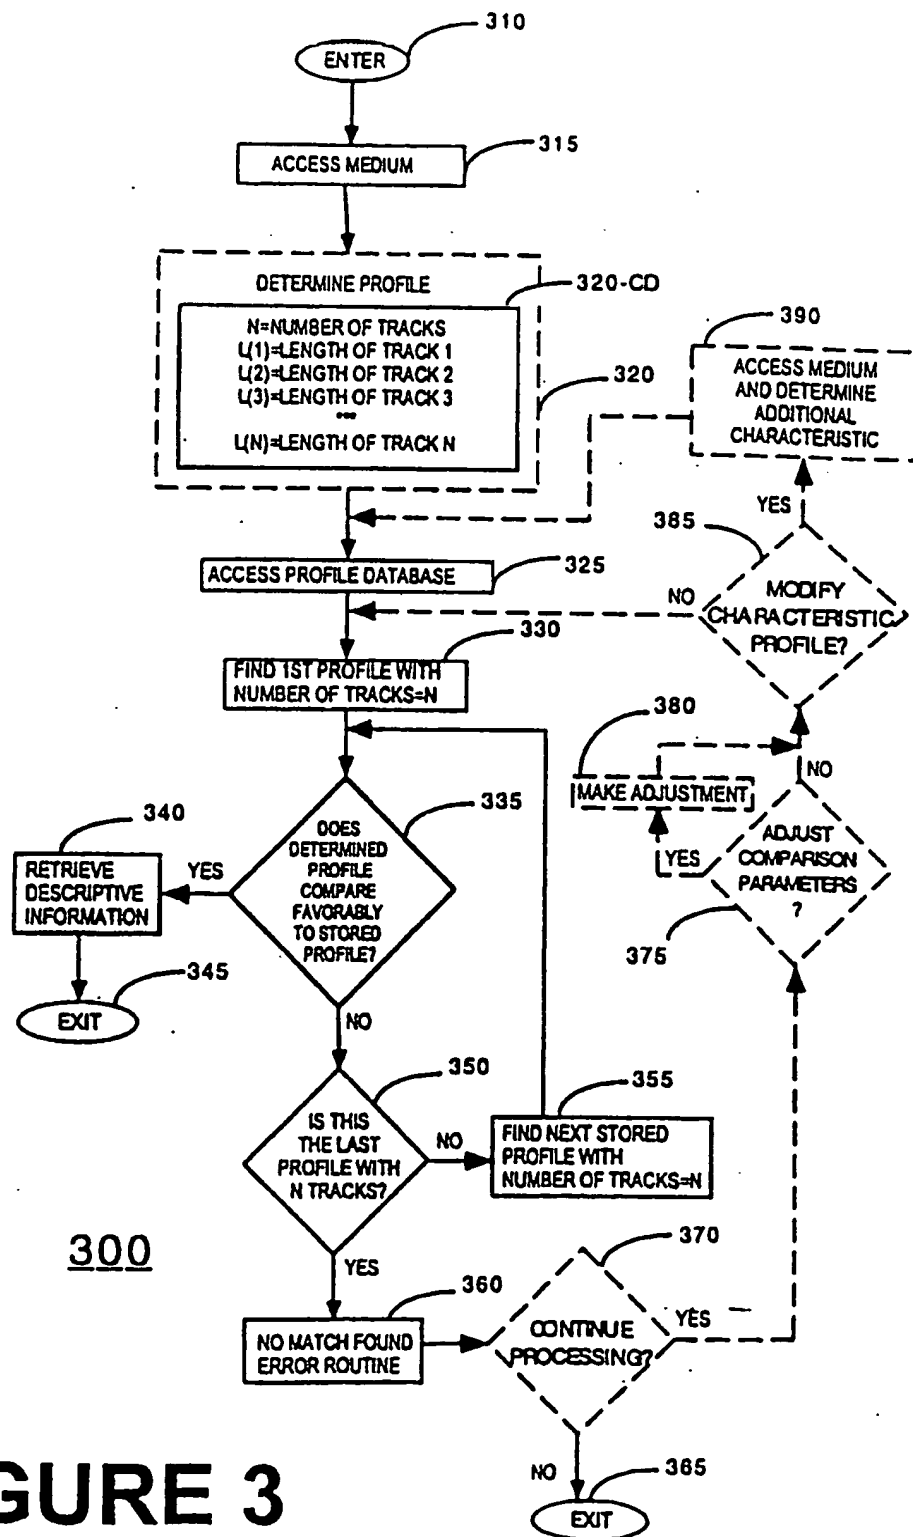 310
ENTER
315
ACCESS MEDIUM
DETERMINE PROFILE
320-CD
N=NUMBER OF TRACKS
L(1)=LENGTH OF TRACK 1
L(2)=LENGTH OF TRACK 2
L(3)=LENGTH OF TRACK 3
•••
L(N)=LENGTH OF TRACK N
320
390
ACCESS MEDIUM
AND DETERMINE
ADDITIONAL
CHARACTERISTIC
YES
385
MODIFY
CHARACTERISTIC
PROFILE?
NO
ACCESS PROFILE DATABASE
325
330
FIND 1ST PROFILE WITH
NUMBER OF TRACKS=N
380
MAKE ADJUSTMENT
NO
YES
ADJUST
COMPARISON
PARAMETERS
?
375
335
DOES
DETERMINED
PROFILE
COMPARE
FAVORABLY
TO STORED
PROFILE?
340
YES
RETRIEVE
DESCRIPTIVE
INFORMATION
345
EXIT
NO
350
IS THIS
THE LAST
PROFILE WITH
N TRACKS?
NO
355
FIND NEXT STORED
PROFILE WITH
NUMBER OF TRACKS=N
300
YES
360
NO MATCH FOUND
ERROR ROUTINE
370
CONTINUE
PROCESSING?
YES
NO
365
EXIT
GURE 3